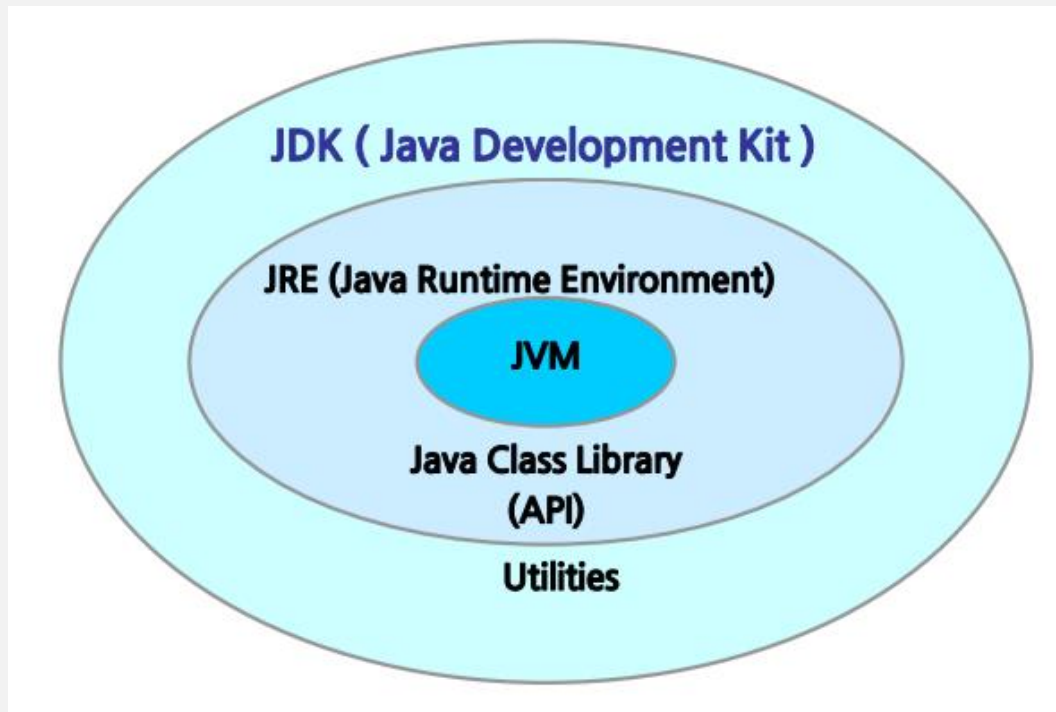 JDK ( Java Development Kit )
JRE (Java Runtime Environment)
JVM
Java Class Library
(API)
Utilities